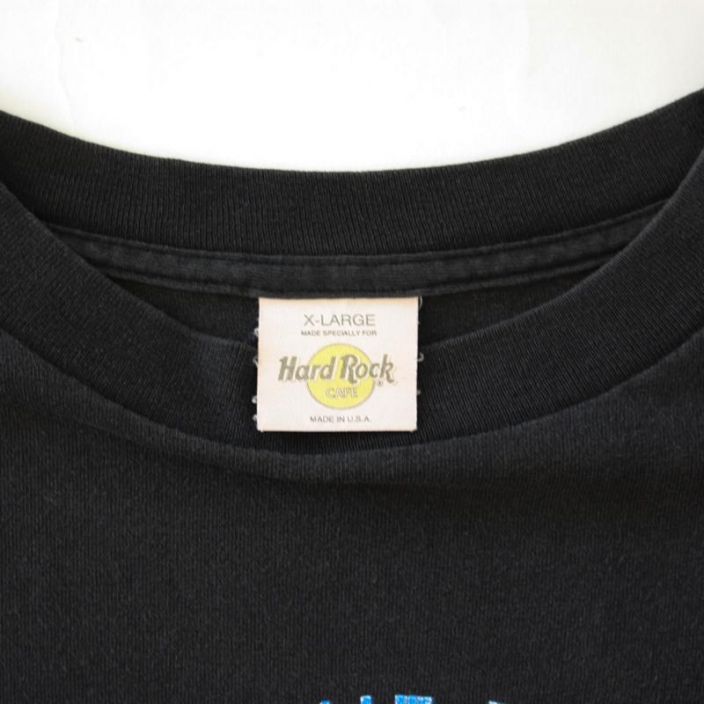 X-LARGE
MADE SPECIALLY FOR
Hard Rock
CAFE
MADE IN U.S.A.